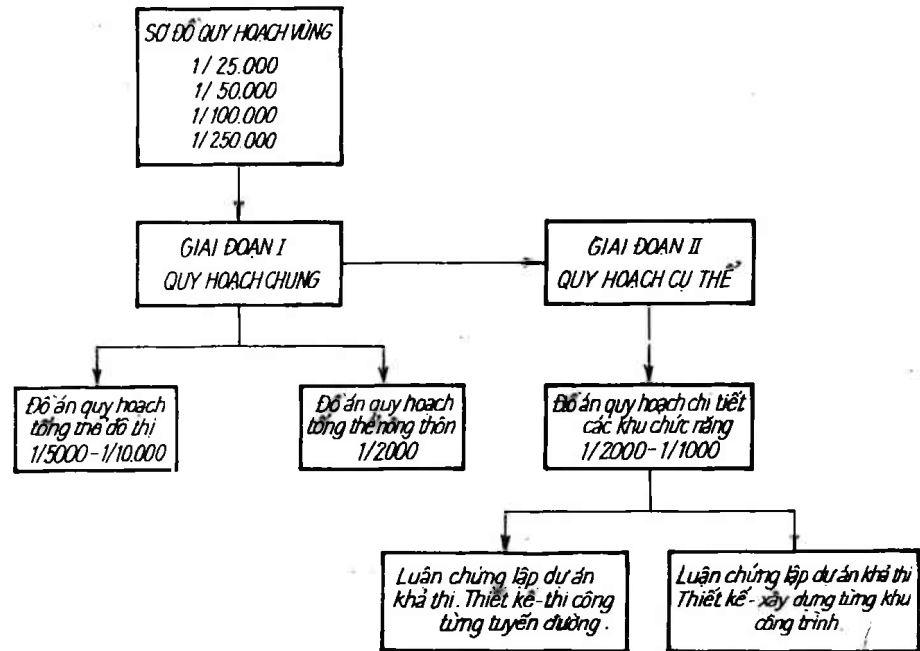 SƠ ĐỒ QUY HOẠCH VÙNG
1/ 25.000
1/ 50.000
1/100.000
1/250.000
GIAI ĐOẠN I
QUY HOẠCH CHUNG
GIAI ĐOẠN II
QUY HOẠCH CỤ THỂ
Đồ án quy hoạch
tổng thể đô thị
1/5000-1/10.000
Đồ án quy hoạch
tổng thể nông thôn
1/2000
Đồ án quy hoạch chi tiết
các khu chức năng
1/2000-1/1000
Luận chứng lập dự án
khả thi. Thiết kế-thi công
từng tuyến đường.
Luận chứng lập dự án khả thi
Thiết kế-xây dựng từng khu
công trình